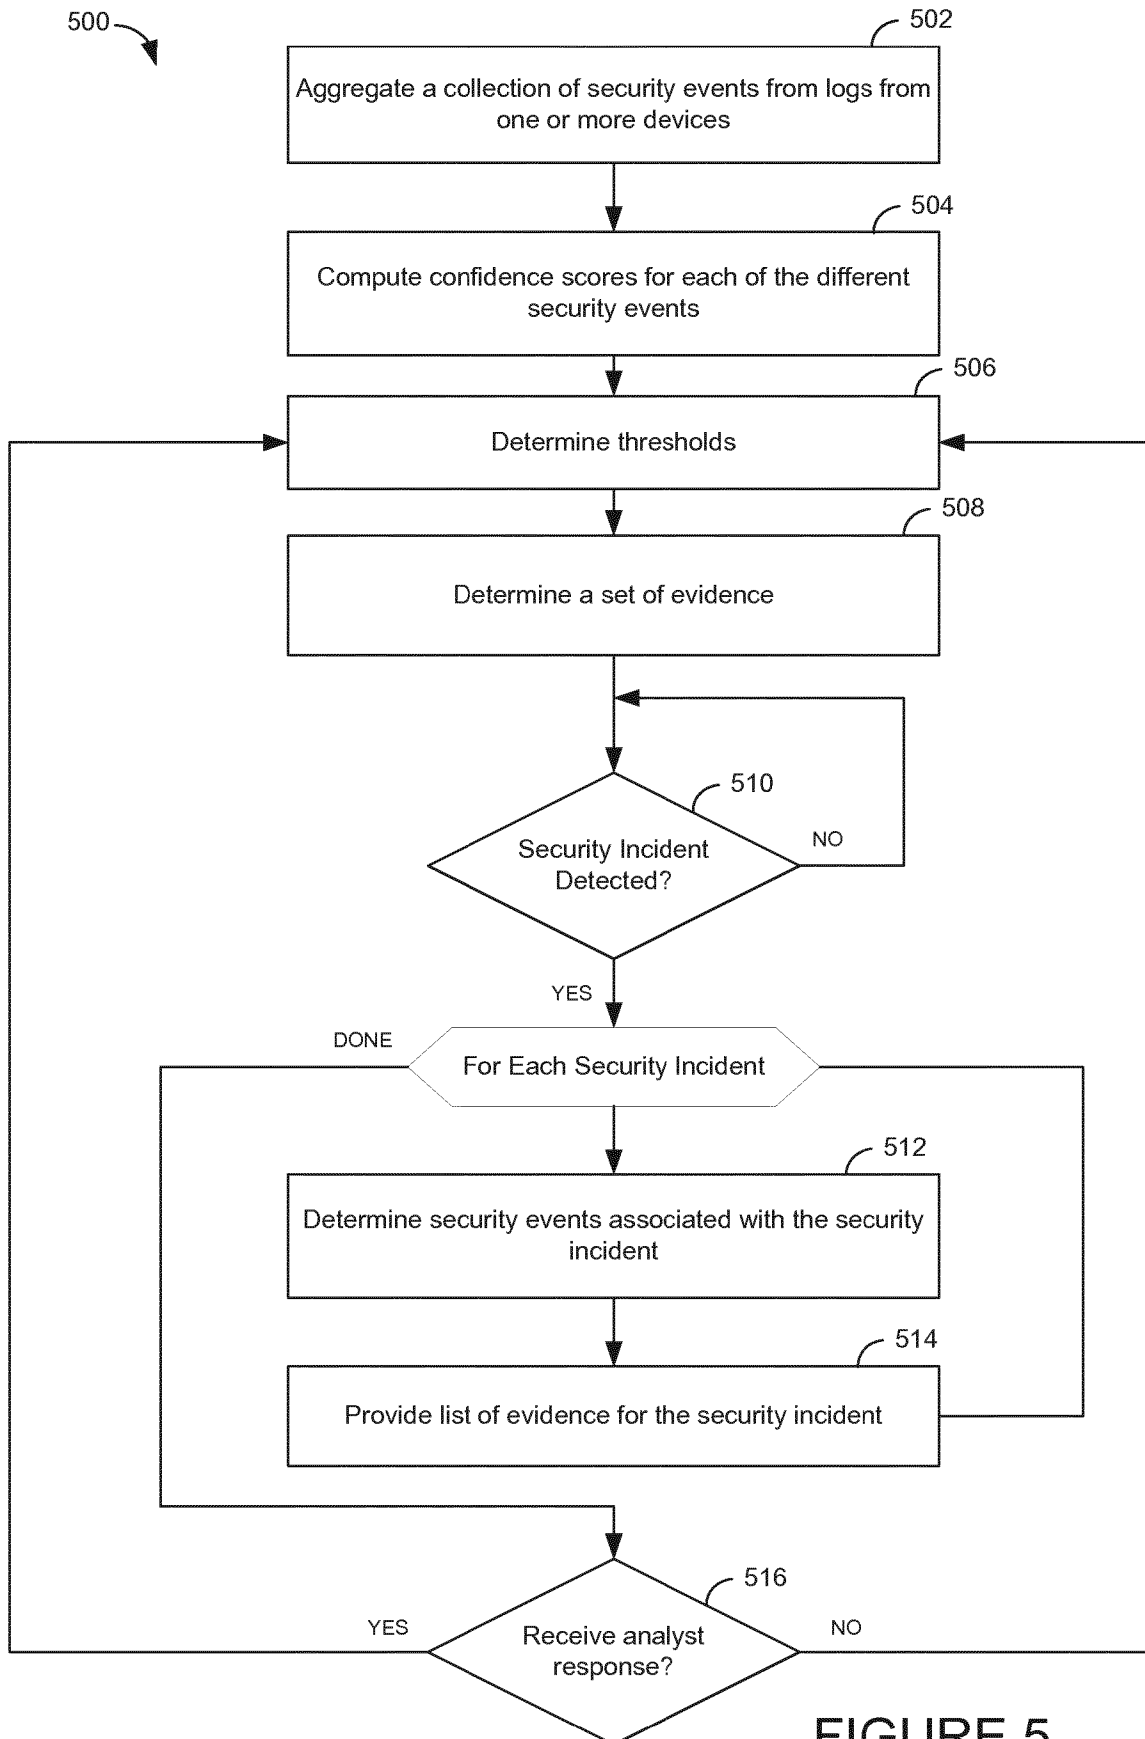 500
502
Aggregate a collection of security events from logs from
one or more devices
504
Compute confidence scores for each of the different
security events
506
Determine thresholds
508
Determine a set of evidence
510
Security Incident
Detected?
NO
YES
DONE
For Each Security Incident
512
Determine security events associated with the security
incident
514
Provide list of evidence for the security incident
516
YES
Receive analyst
response?
NO
FIGURE 5